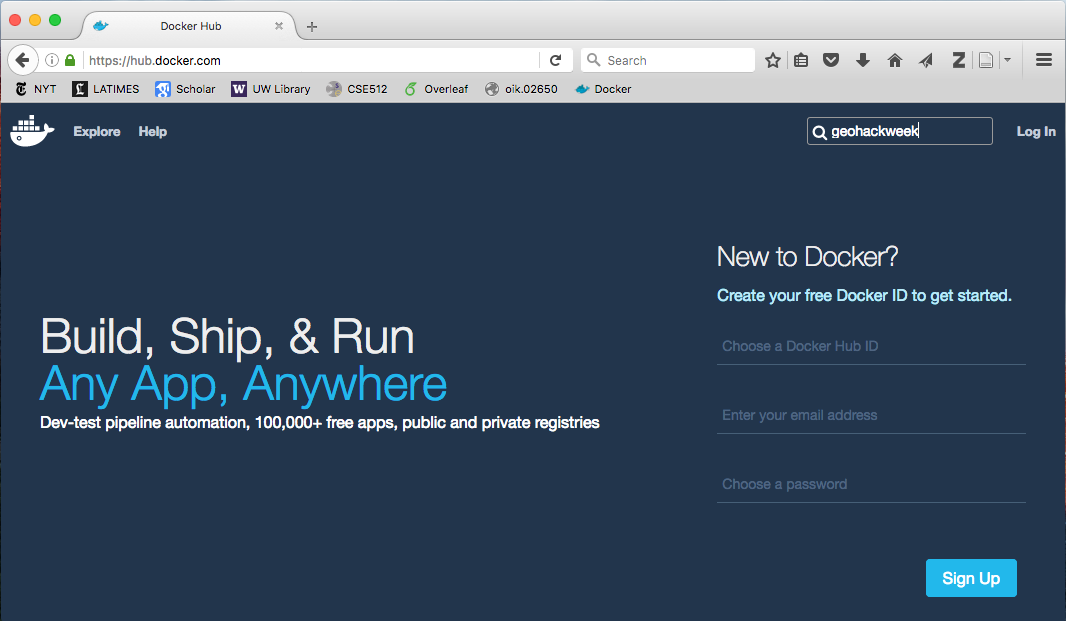 Docker Hub
https://hub.docker.com
Search
NYT
LATIMES
Scholar
UW Library
CSE512
Overleaf
oik.02650
Docker
Explore
Help
geohackweek
Log In
New to Docker?
Create your free Docker ID to get started.
Choose a Docker Hub ID
Enter your email address
Choose a password
Sign Up
Build, Ship, & Run
Any App, Anywhere
Dev-test pipeline automation, 100,000+ free apps, public and private registries